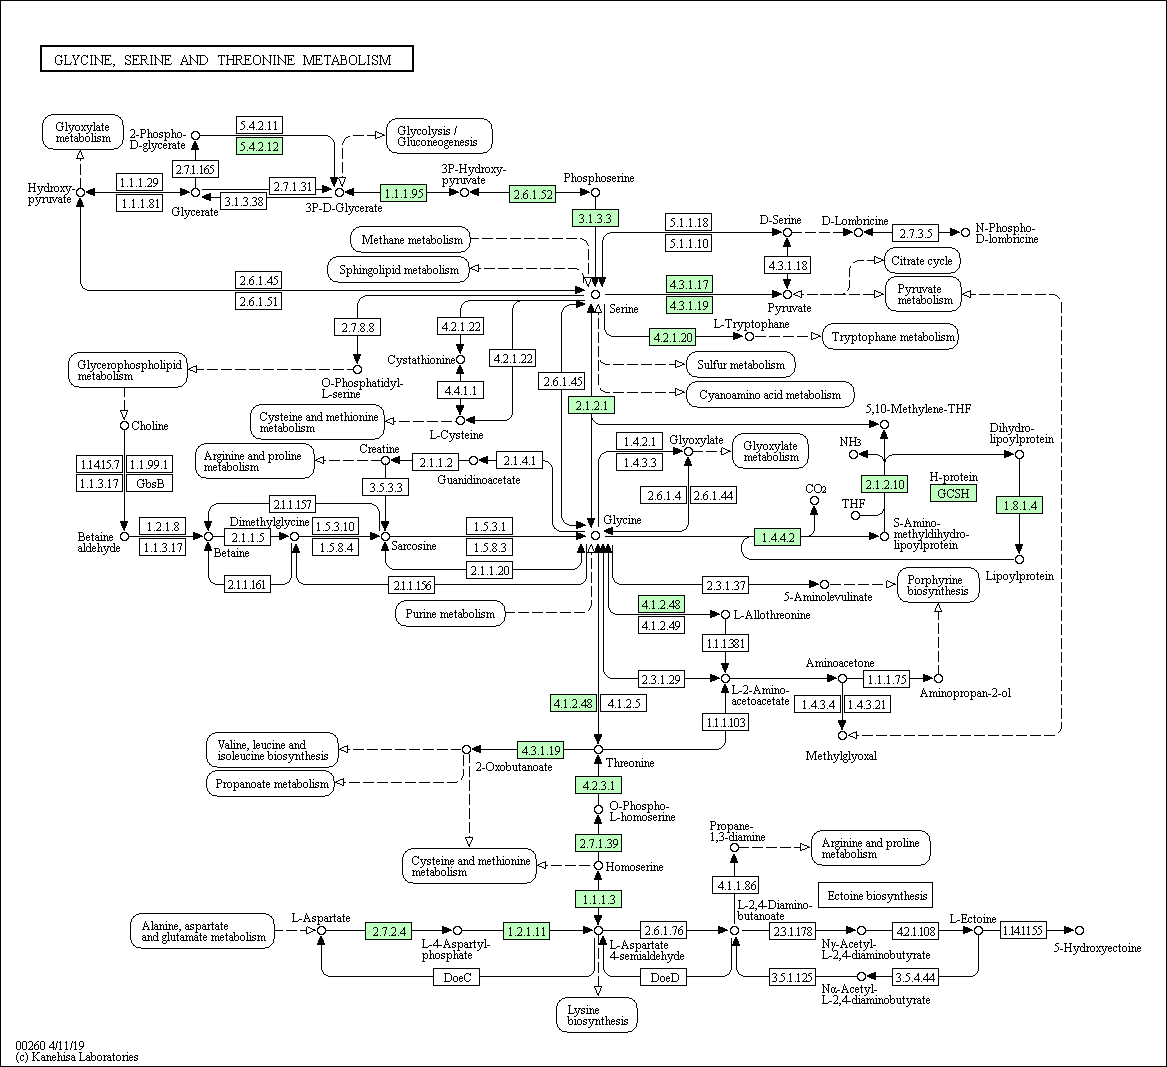 GLYCINE, SERINE AND THREONINE METABOLISM
Glyoxylate
metabolism
2-Phospho-
D-glycerate
5.4.2.11
5.4.2.12
Glycolysis /
Gluconeogenesis
2.7.1.165
3P-Hydroxy-
pyruvate
Phosphoserine
Hydroxy-
pyruvate
1.1.1.29
1.1.1.81
Glycerate
2.7.1.31
3.1.3.38
3P-D-Glycerate
1.1.1.95
2.6.1.52
3.1.3.3
Methane metabolism
Sphingolipid metabolism
5.1.1.18
5.1.1.10
D-Serine
D-Lombricine
2.7.3.5
N-Phospho-
D-lombricine
4.3.1.18
Citrate cycle
Pyruvate
metabolism
2.6.1.45
2.6.1.51
Serine
4.3.1.17
4.3.1.19
Pyruvate
2.7.8.8
4.2.1.22
4.2.1.20
L-Tryptophane
Tryptophane metabolism
Glycerophospholipid
metabolism
O-Phosphatidyl-
L-serine
Cystathionine
4.2.1.22
4.4.1.1
2.6.1.45
Sulfur metabolism
Cyanoamino acid metabolism
2.1.2.1
Choline
Cysteine and methionine
metabolism
L-Cysteine
5,10-Methylene-THF
Dihydro-
lipoylprotein
1.14.15.7
1.1.99.1
1.1.3.17
GbsB
Arginine and proline
metabolism
Creatine
2.1.1.2
Guanidinoacetate
2.1.4.1
1.4.2.1
1.4.3.3
Glyoxylate
Glyoxylate
metabolism
NH3
3.5.3.3
2.6.1.4
2.6.1.44
CO2
THF
2.1.2.10
H-protein
GCSH
1.8.1.4
2.1.1.157
Betaine
aldehyde
1.2.1.8
1.1.3.17
Betaine
Dimethylglycine
2.1.1.5
1.5.3.10
1.5.8.4
Sarcosine
1.5.3.1
1.5.8.3
2.1.1.20
Glycine
1.4.4.2
S-Amino-
methyldihydro-
lipoylprotein
Lipoylprotein
2.1.1.161
2.1.1.156
Purine metabolism
2.3.1.37
5-Aminolevulinate
Porphyrine
biosynthesis
4.1.2.48
4.1.2.49
L-Allothreonine
1.1.1.381
2.3.1.29
L-2-Amino-
acetoacetate
Aminoacetone
1.1.1.75
Aminopropan-2-ol
4.1.2.48
4.1.2.5
1.1.1.103
1.4.3.4
1.4.3.21
Methylglyoxal
Valine, leucine and
isoleucine biosynthesis
Propanoate metabolism
2-Oxobutanoate
4.3.1.19
Threonine
4.2.3.1
O-Phospho-
L-homoserine
2.7.1.39
Cysteine and methionine
metabolism
Homoserine
1.1.1.3
Propane-
1,3-diamine
Arginine and proline
metabolism
4.1.1.86
Ectoine biosynthesis
Alanine, aspartate
and glutamate metabolism
L-Aspartate
2.7.2.4
L-4-Aspartyl-
phosphate
1.2.1.11
L-Aspartate
4-semialdehyde
2.6.1.76
L-2,4-Diamino-
butanoate
2.3.1.178
Nγ-Acetyl-
L-2,4-diaminobutyrate
4.2.1.108
L-Ectoine
1.14.11.55
5-Hydroxyectoine
DoeC
DoeD
3.5.1.125
Nα-Acetyl-
L-2,4-diaminobutyrate
3.5.4.44
Lysine
biosynthesis
00260 4/11/19
(c) Kanehisa Laboratories